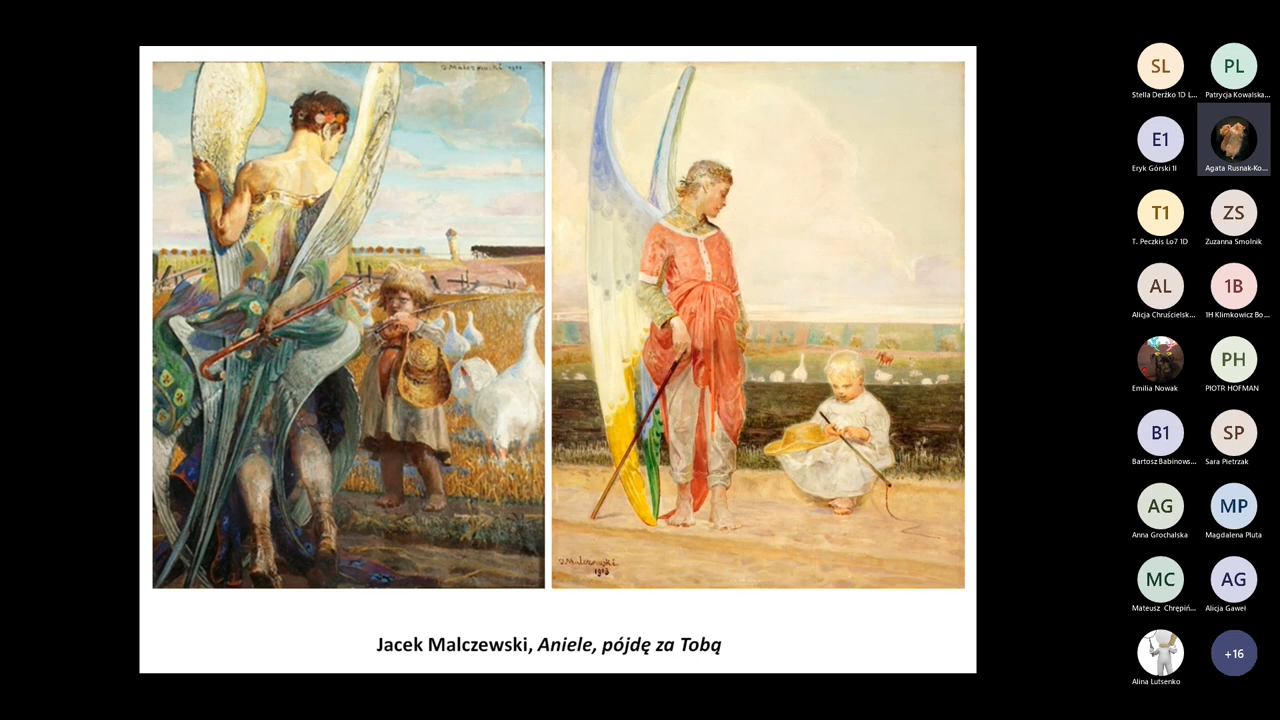 J. Malczewski 1901
J. Malczewski
1913
Jacek Malczewski, Aniele, pójdę za Tobą
SL
PL
Stella Derźko 1D L...
Patrycja Kowalska...
E1
Eryk Górski 1I
Agata Rusnak-Ko...
T1
ZS
T. Peczkis Lo7 1D
Zuzanna Smolnik
AL
1B
Alicja Chruścielsk...
1H Klimkowicz Bo...
PH
Emilia Nowak
PIOTR HOFMAN
B1
SP
Bartosz Babinows...
Sara Pietrzak
AG
MP
Anna Grochalska
Magdalena Pluta
MC
AG
Mateusz Chrępiń...
Alicja Gaweł
+16
Alina Lutsenko